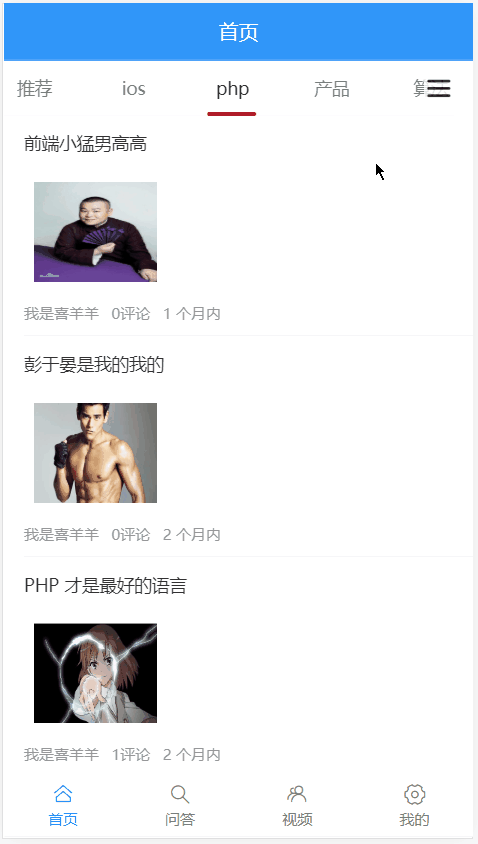 首页
推荐 ios php 产品
前端小猛男高高
我是喜羊羊 0评论 1 个月内
彭于晏是我的我的
我是喜羊羊 0评论 2 个月内
PHP 才是最好的语言
我是喜羊羊 1评论 2 个月内
首页 问答 视频 我的